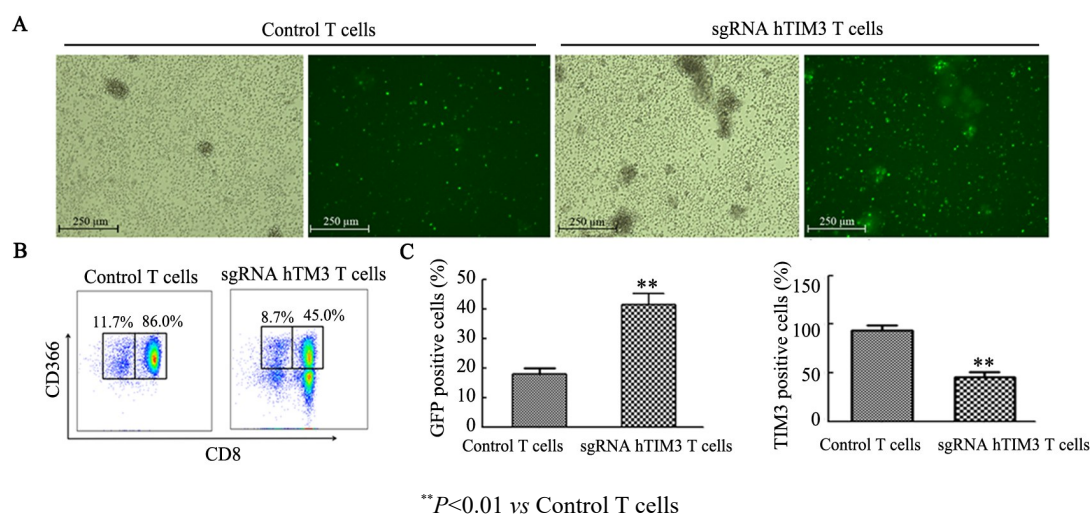 A
Control T cells
sgRNA hTIM3 T cells
250 μm
250 μm
250 μm
250 μm
B
Control T cells
sgRNA hTM3 T cells
11.7% 86.0%
8.7% 45.0%
CD366
CD8
C
GFP positive cells (%)
50
40
30
20
10
0
**
Control T cells
sgRNA hTIM3 T cells
TIM3 positive cells (%)
150
100
50
0
**
Control T cells
sgRNA hTIM3 T cells
**P<0.01 vs Control T cells